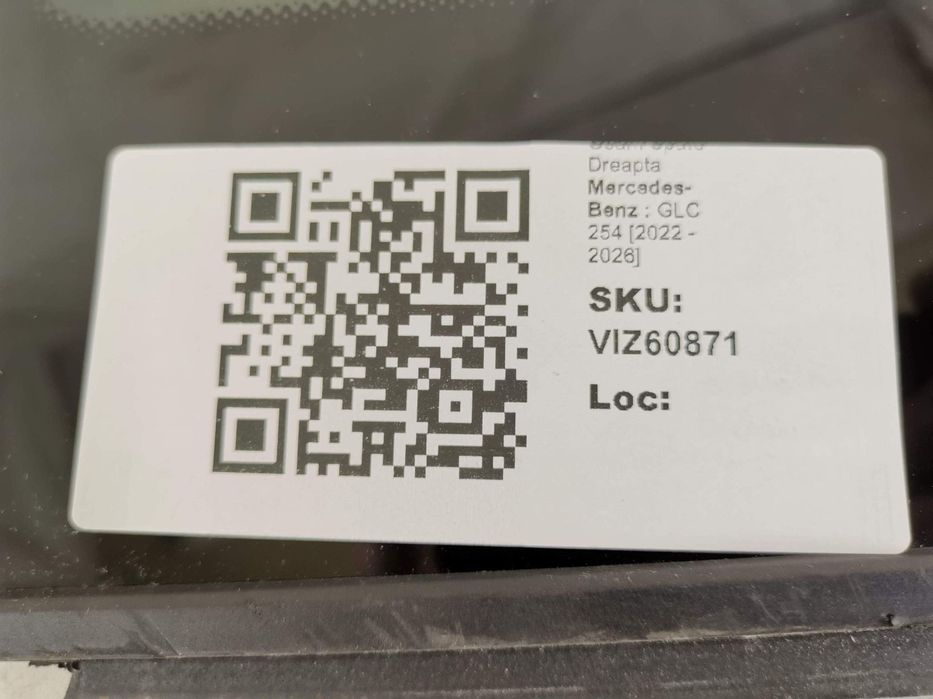 Dreapta
Mercedes-
Benz : GLC
254 [2022 -
2026]
SKU:
VIZ60871
Loc: